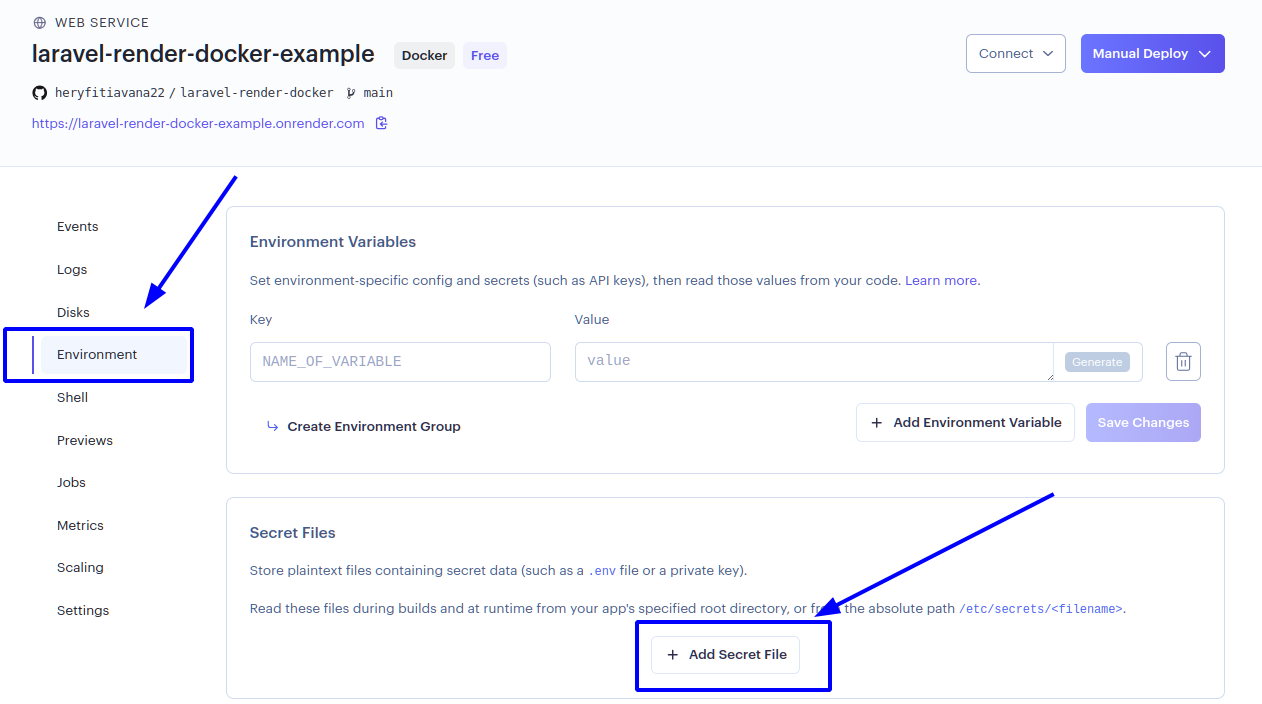 WEB SERVICE
laravel-render-docker-example Docker Free
Connect
Manual Deploy
heryfitiavana22 / laravel-render-docker main
https://laravel-render-docker-example.onrender.com
Events
Logs
Disks
Environment
Shell
Previews
Jobs
Metrics
Scaling
Settings
Environment Variables
Set environment-specific config and secrets (such as API keys), then read those values from your code. Learn more.
Key Value
NAME_OF_VARIABLE value Generate
Create Environment Group
+ Add Environment Variable
Save Changes
Secret Files
Store plaintext files containing secret data (such as a .env file or a private key).
Read these files during builds and at runtime from your app's specified root directory, or from the absolute path /etc/secrets/<filename>.
+ Add Secret File